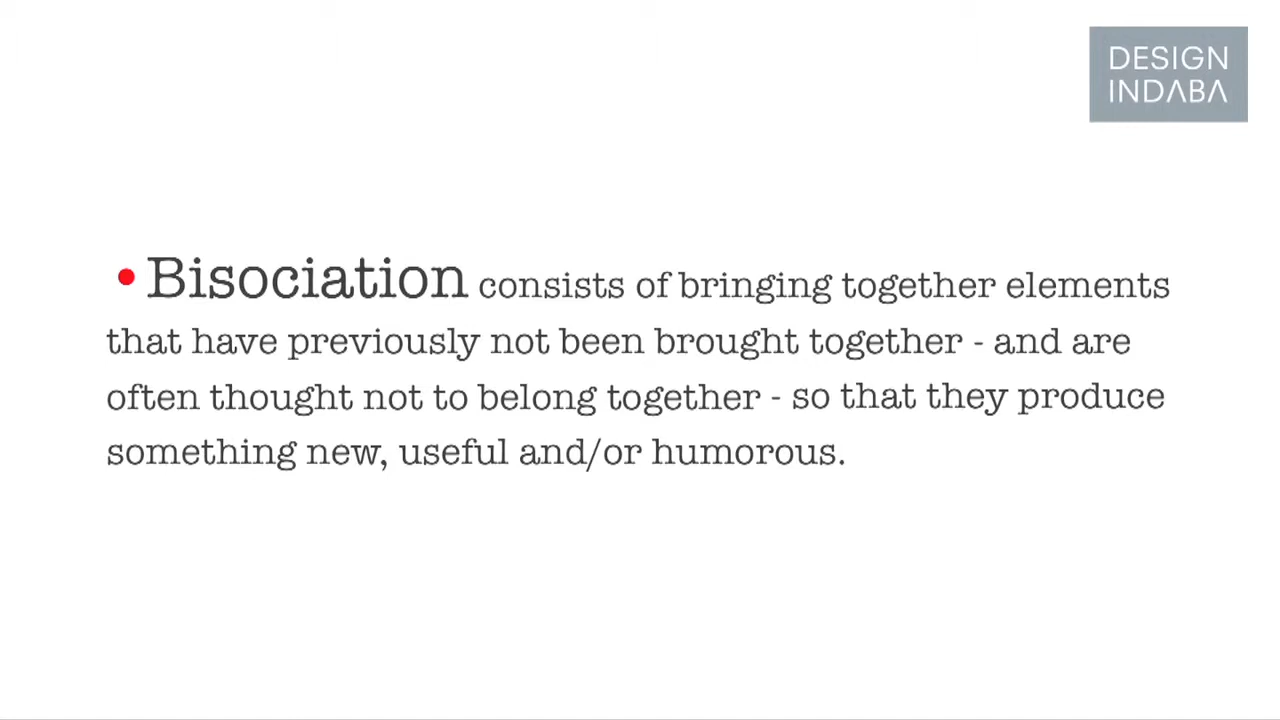 DESIGN
INDABA
• Bisociation consists of bringing together elements
that have previously not been brought together - and are
often thought not to belong together - so that they produce
something new, useful and/or humorous.